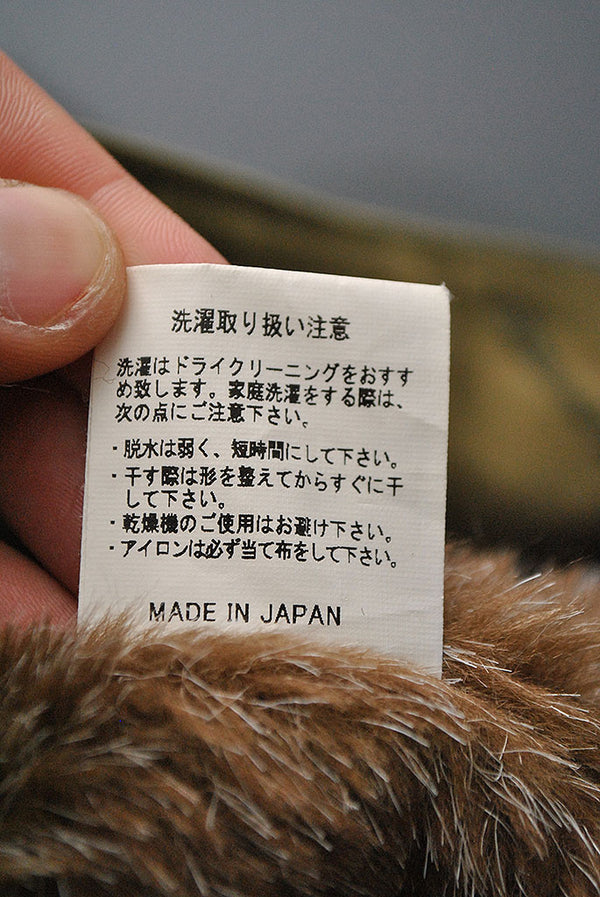 洗濯取り扱い注意
洗濯はドライクリーニングをおすす
め致します。家庭洗濯をする際は、
次の点にご注意下さい。
・脱水は弱く、短時間にして下さい。
・干す際は形を整えてからすぐに干
して下さい。
・乾燥機のご使用はお避け下さい。
・アイロンは必ず当て布をして下さい。
MADE IN JAPAN